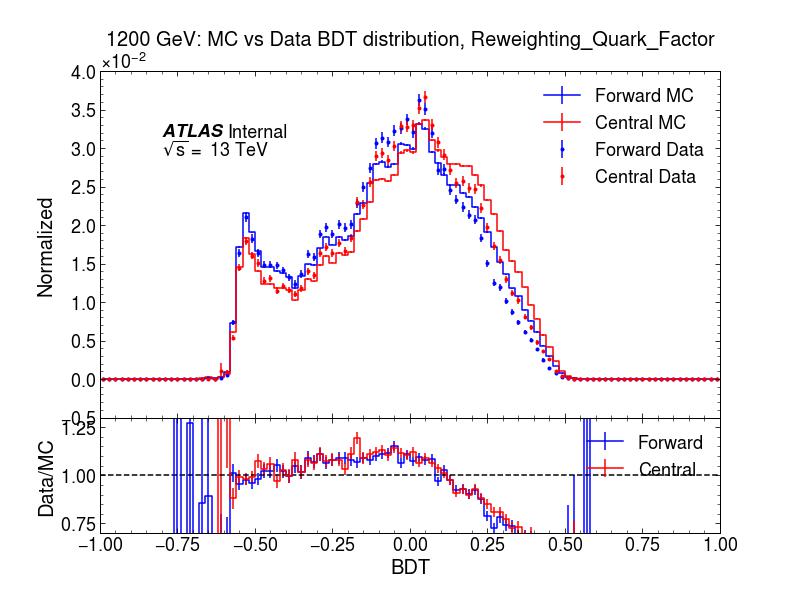 1200 GeV: MC vs Data BDT distribution, Reweighting_Quark_Factor
×10−2
4.0
3.5
3.0
2.5
2.0
1.5
1.0
0.5
0.0
−0.5
Normalized
ATLAS Internal
√s = 13 TeV
Forward MC
Central MC
Forward Data
Central Data
1.25
1.00
0.75
Data/MC
Forward
Central
−1.00 −0.75 −0.50 −0.25 0.00 0.25 0.50 0.75 1.00
BDT